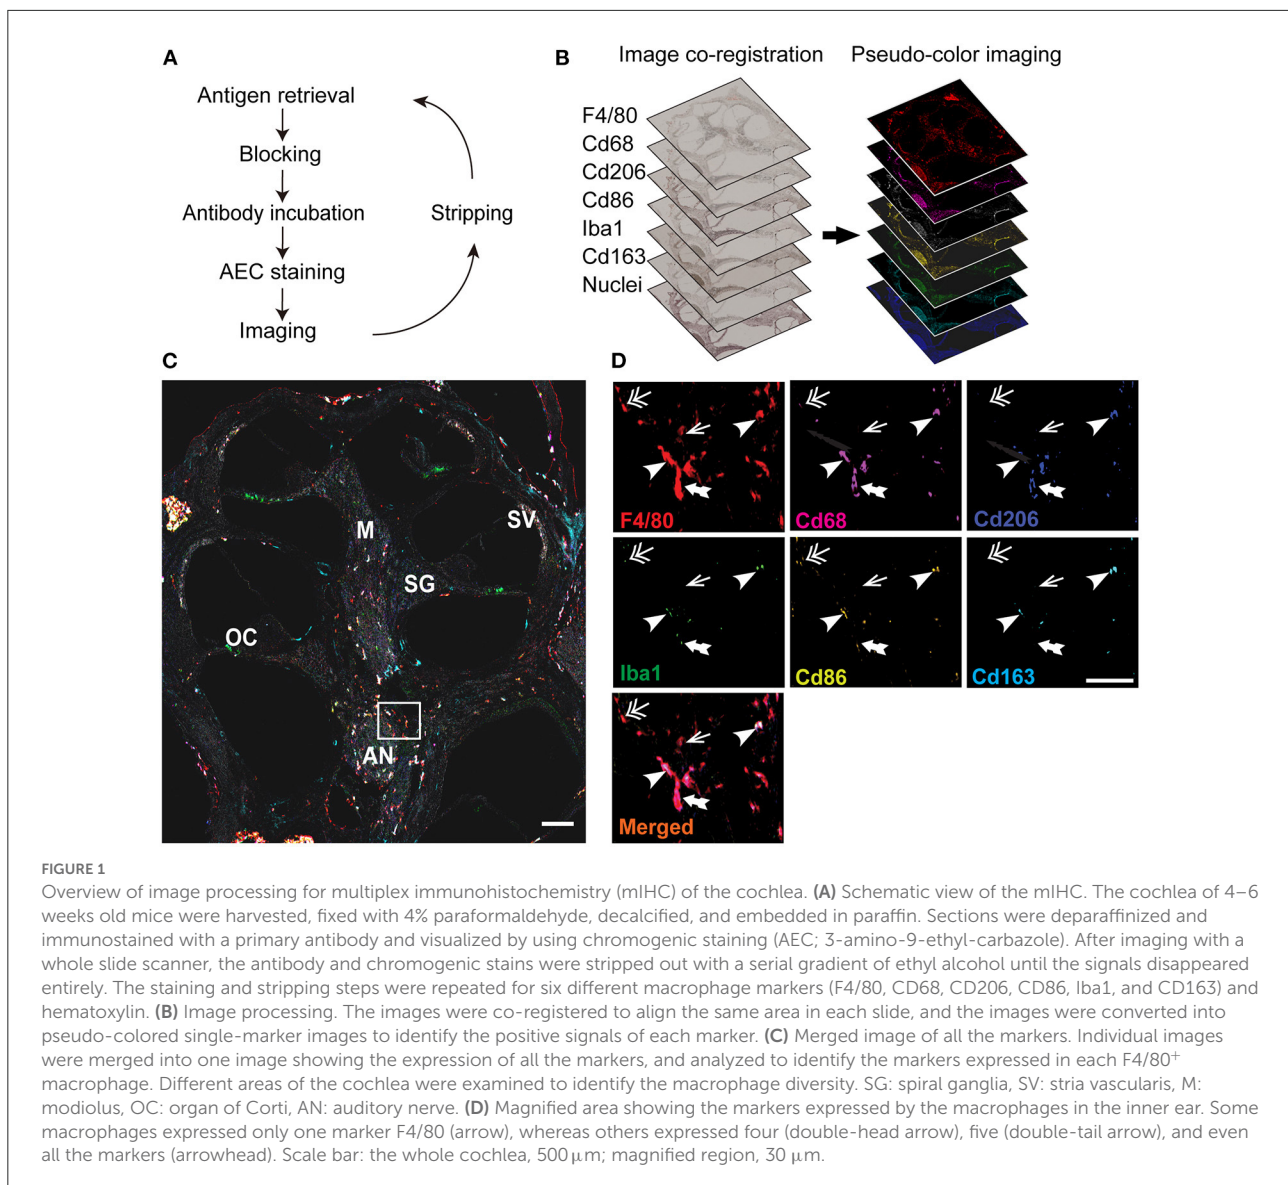 A
Antigen retrieval
Blocking
Antibody incubation
AEC staining
Imaging
Stripping
B
Image co-registration
Pseudo-color imaging
F4/80
Cd68
Cd206
Cd86
Iba1
Cd163
Nuclei
C
M
SV
SG
OC
AN
D
F4/80
Cd68
Cd206
Iba1
Cd86
Cd163
Merged
FIGURE 1
Overview of image processing for multiplex immunohistochemistry (mIHC) of the cochlea. (A) Schematic view of the mIHC. The cochlea of 4–6
weeks old mice were harvested, fixed with 4% paraformaldehyde, decalcified, and embedded in paraffin. Sections were deparaffinized and
immunostained with a primary antibody and visualized by using chromogenic staining (AEC; 3-amino-9-ethyl-carbazole). After imaging with a
whole slide scanner, the antibody and chromogenic stains were stripped out with a serial gradient of ethyl alcohol until the signals disappeared
entirely. The staining and stripping steps were repeated for six different macrophage markers (F4/80, CD68, CD206, CD86, Iba1, and CD163) and
hematoxylin. (B) Image processing. The images were co-registered to align the same area in each slide, and the images were converted into
pseudo-colored single-marker images to identify the positive signals of each marker. (C) Merged image of all the markers. Individual images
were merged into one image showing the expression of all the markers, and analyzed to identify the markers expressed in each F4/80⁺
macrophage. Different areas of the cochlea were examined to identify the macrophage diversity. SG: spiral ganglia, SV: stria vascularis, M:
modiolus, OC: organ of Corti, AN: auditory nerve. (D) Magnified area showing the markers expressed by the macrophages in the inner ear. Some
macrophages expressed only one marker F4/80 (arrow), whereas others expressed four (double-head arrow), five (double-tail arrow), and even
all the markers (arrowhead). Scale bar: the whole cochlea, 500 μm; magnified region, 30 μm.